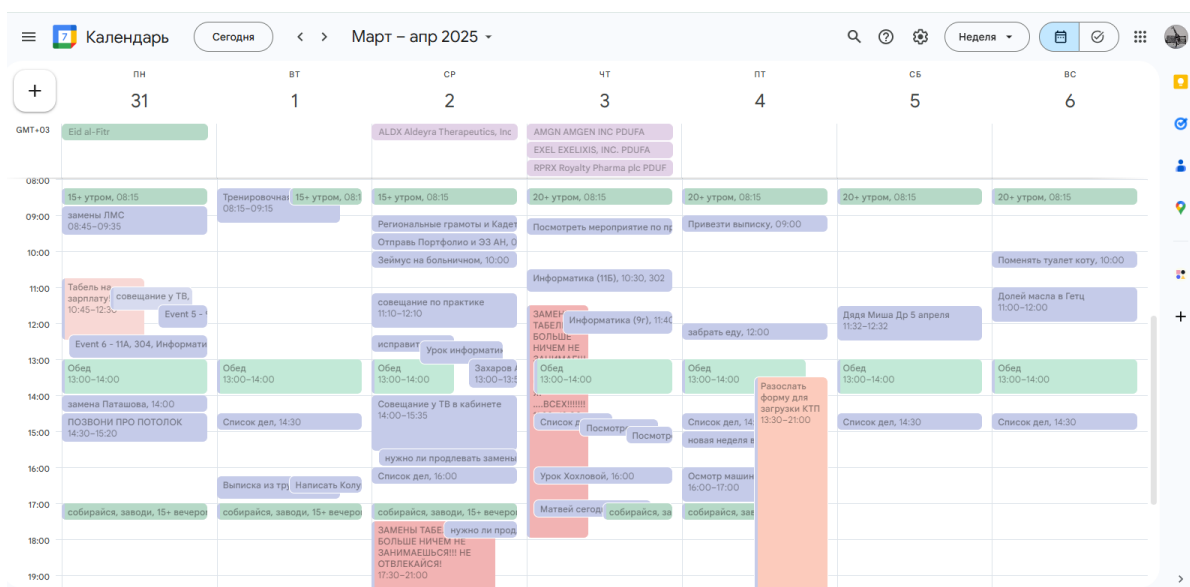 7 Календарь Сегодня Март – апр 2025 Неделя
ПН ВТ СР ЧТ ПТ СБ ВС
31 1 2 3 4 5 6
GMT+03
Eid al-Fitr
ALDX Aldeyra Therapeutics, Inc
AMGN AMGEN INC PDUFA
EXEL EXELIXIS, INC. PDUFA
RPRX Royalty Pharma plc PDUF
08:00
09:00
10:00
11:00
12:00
13:00
14:00
15:00
16:00
17:00
18:00
19:00
15+ утром, 08:15
замены ЛМС
08:45–09:35
Табель на
зарплату!
10:45–12:3
совещание у ТВ,
Event 5 -
Event 6 - 11А, 304, Информати
Обед
13:00–14:00
замена Паташова, 14:00
ПОЗВОНИ ПРО ПОТОЛОК
14:30–15:20
собирайся, заводи, 15+ вечеро
Тренировочна
08:15–09:15
15+ утром, 08:1
Обед
13:00–14:00
Список дел, 14:30
Выписка из тру
Написать Колу
собирайся, заводи, 15+ вечеро
15+ утром, 08:15
Региональные грамоты и Кадет
Отправь Портфолио и ЭЗ АН, 0
Зеймус на больничном, 10:00
совещание по практике
11:10–12:10
исправит
Урок информати
Обед
13:00–14:00
Захаров
13:00–13:5
Совещание у ТВ в кабинете
14:00–15:35
нужно ли продлевать замены
Список дел, 16:00
собирайся, заводи, 15+ вечеро
ЗАМЕНЫ ТАБЕ
нужно ли прод
БОЛЬШЕ НИЧЕМ НЕ
ЗАНИМАЕШЬСЯ!!! НЕ
ОТВЛЕКАЙСЯ!
17:30–21:00
20+ утром, 08:15
Посмотреть мероприятие по пр
Информатика (11Б), 10:30, 302
ЗАМЕН
ТАБЕЛ
БОЛЬШЕ
НИЧЕМ НЕ
Информатика (9г), 11:40
Обед
13:00–14:00
....ВСЕХ!!!!!!!
Список д
Посмотр
Посмотр
Урок Хохловой, 16:00
Матвей сегод
собирайся, за
20+ утром, 08:15
Привезти выписку, 09:00
забрать еду, 12:00
Обед
13:00–14:00
Разослать
форму для
загрузки КТП
13:30–21:00
Список дел, 14
новая неделя в
Осмотр машин
16:00–17:00
собирайся, зав
20+ утром, 08:15
Дядя Миша Др 5 апреля
11:32–12:32
Обед
13:00–14:00
Список дел, 14:30
20+ утром, 08:15
Поменять туалет коту, 10:00
Долей масла в Гетц
11:00–12:00
Обед
13:00–14:00
Список дел, 14:30